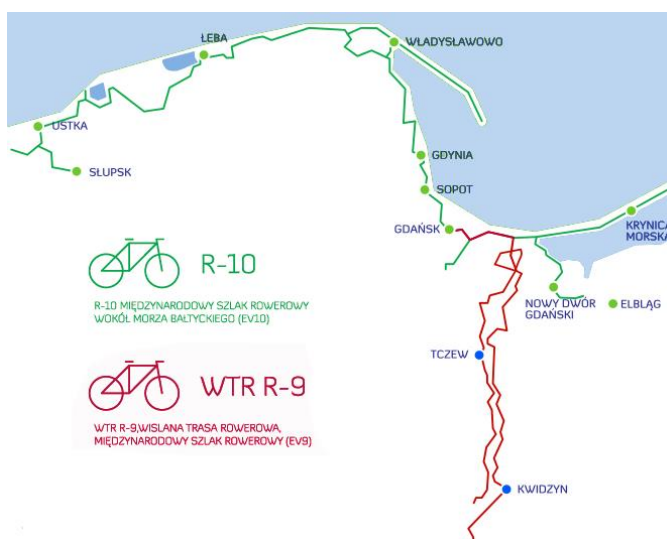 ŁEBA
WŁADYSŁAWOWO
USTKA
SŁUPSK
GDYNIA
SOPOT
GDAŃSK
KRYNICA
MORSKA
NOWY DWÓR
GDAŃSKI
ELBLĄG
TCZEW
KWIDZYN
R-10
R-10 MIĘDZYNARODOWY SZLAK ROWEROWY
WOKÓŁ MORZA BAŁTYCKIEGO (EV10)
WTR R-9
WTR R-9,WISLANA TRASA ROWEROWA,
MIĘDZYNARODOWY SZLAK ROWEROWY (EV9)